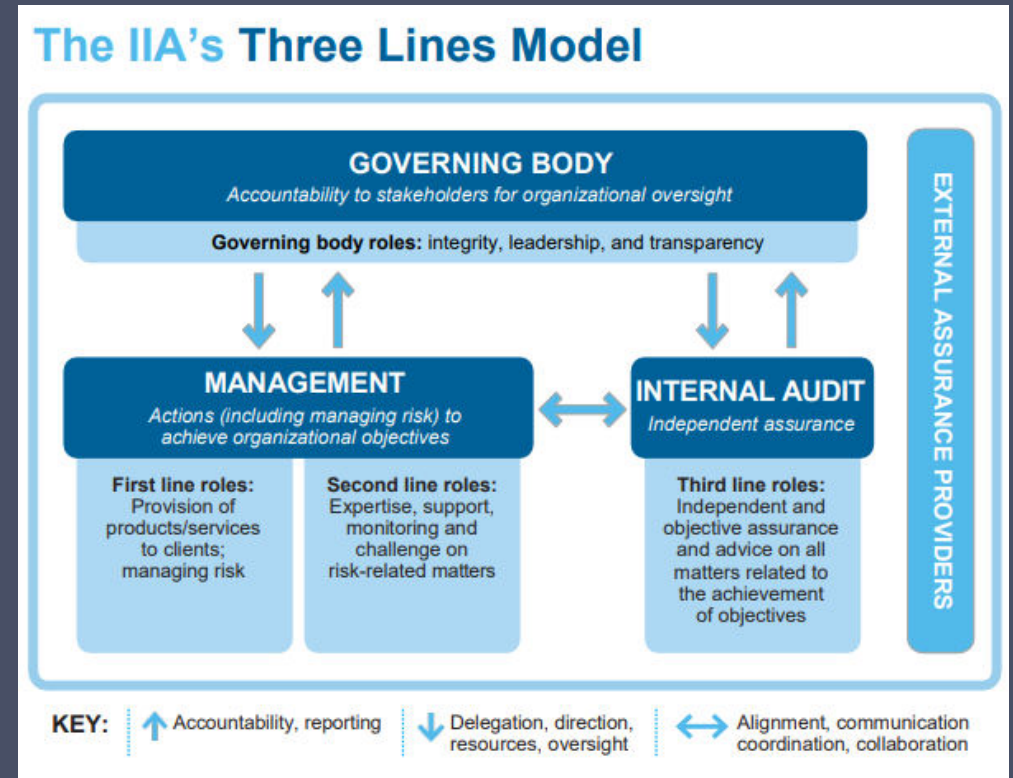 The IIA's Three Lines Model
GOVERNING BODY
Accountability to stakeholders for organizational oversight
Governing body roles: integrity, leadership, and transparency
MANAGEMENT
Actions (including managing risk) to
achieve organizational objectives
First line roles:
Provision of
products/services
to clients;
managing risk
Second line roles:
Expertise, support,
monitoring and
challenge on
risk-related matters
INTERNAL AUDIT
Independent assurance
Third line roles:
Independent and
objective assurance
and advice on all
matters related to
the achievement
of objectives
EXTERNAL ASSURANCE PROVIDERS
KEY:
Accountability, reporting
Delegation, direction,
resources, oversight
Alignment, communication
coordination, collaboration